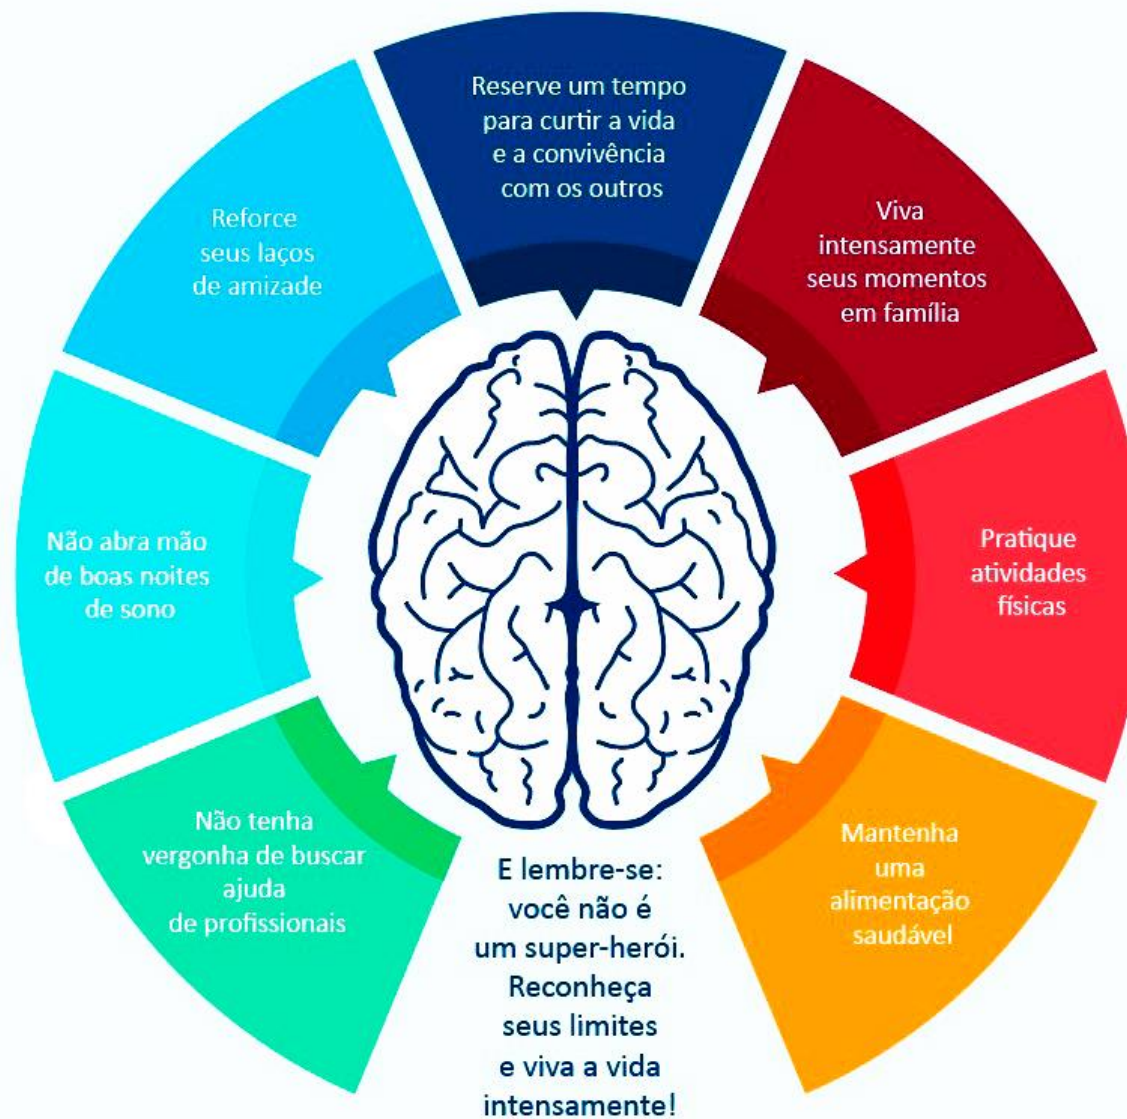 Reserve um tempo
para curtir a vida
e a convivência
com os outros
Viva
intensamente
seus momentos
em família
Pratique
atividades
físicas
Mantenha
uma
alimentação
saudável
E lembre-se:
você não é
um super-herói.
Reconheça
seus limites
e viva a vida
intensamente!
Não tenha
vergonha de buscar
ajuda
de profissionais
Não abra mão
de boas noites
de sono
Reforce
seus laços
de amizade